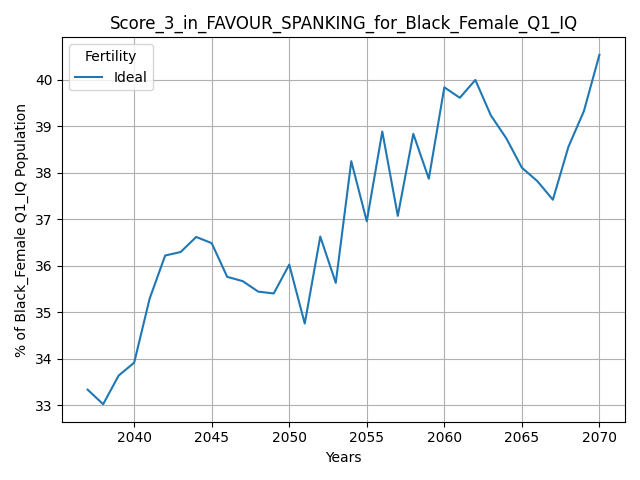 Score_3_in_FAVOUR_SPANKING_for_Black_Female_Q1_IQ
Fertility
Ideal
% of Black_Female Q1_IQ Population
40
39
38
37
36
35
34
33
2040 2045 2050 2055 2060 2065 2070
Years